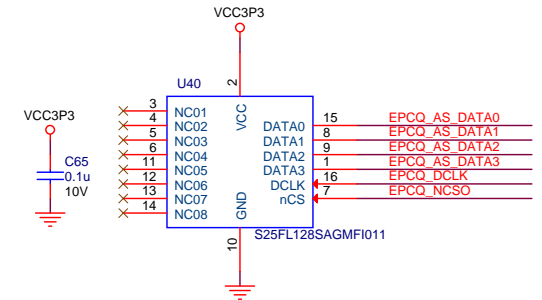 VCC3P3
U40
2
VCC
3 NC01
4 NC02
5 NC03
6 NC04
11 NC05
12 NC06
13 NC07
14 NC08
DATA0 15 EPCQ_AS_DATA0
DATA1 8 EPCQ_AS_DATA1
DATA2 9 EPCQ_AS_DATA2
DATA3 1 EPCQ_AS_DATA3
DCLK 16 EPCQ_DCLK
nCS 7 EPCQ_NCSO
GND
10
S25FL128SAGMFI011
VCC3P3
C65
0.1u
10V